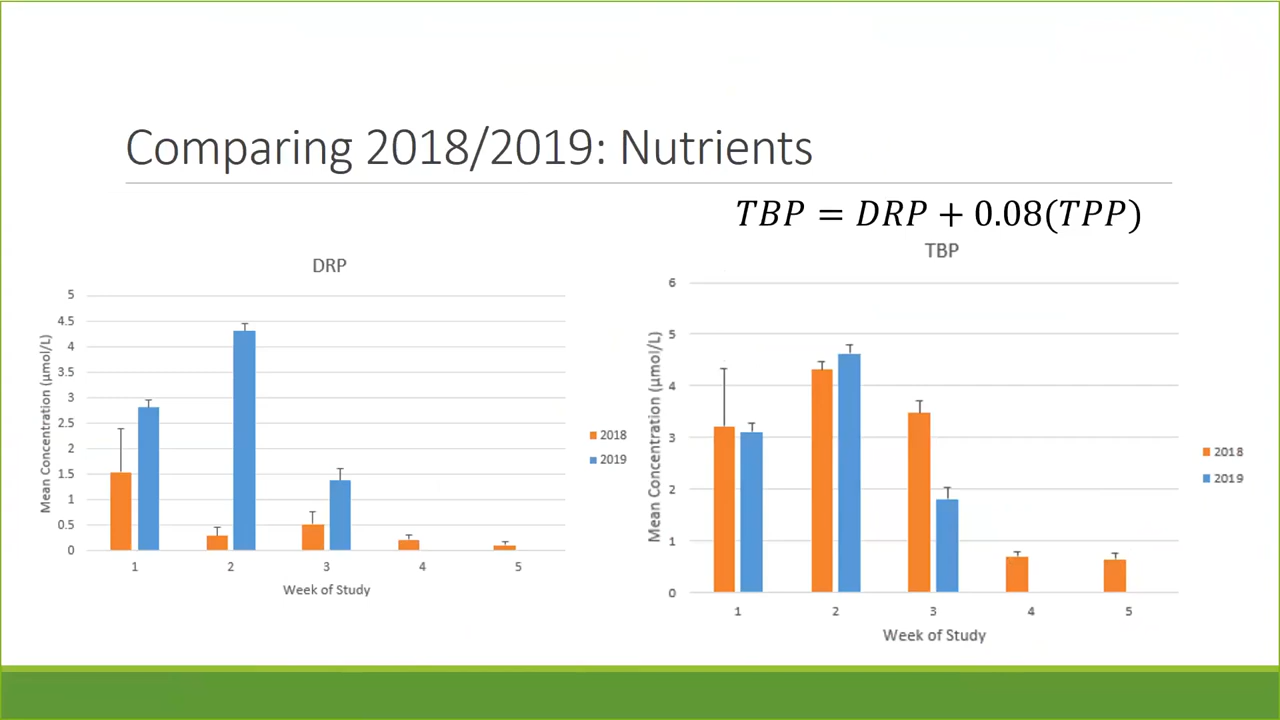 Comparing 2018/2019: Nutrients
TBP = DRP + 0.08(TPP)
DRP
Mean Concentration (µmol/L)
5
4.5
4
3.5
3
2.5
2
1.5
1
0.5
0
1 2 3 4 5
Week of Study
2018
2019
TBP
Mean Concentration (µmol/L)
6
5
4
3
2
1
0
1 2 3 4 5
Week of Study
2018
2019